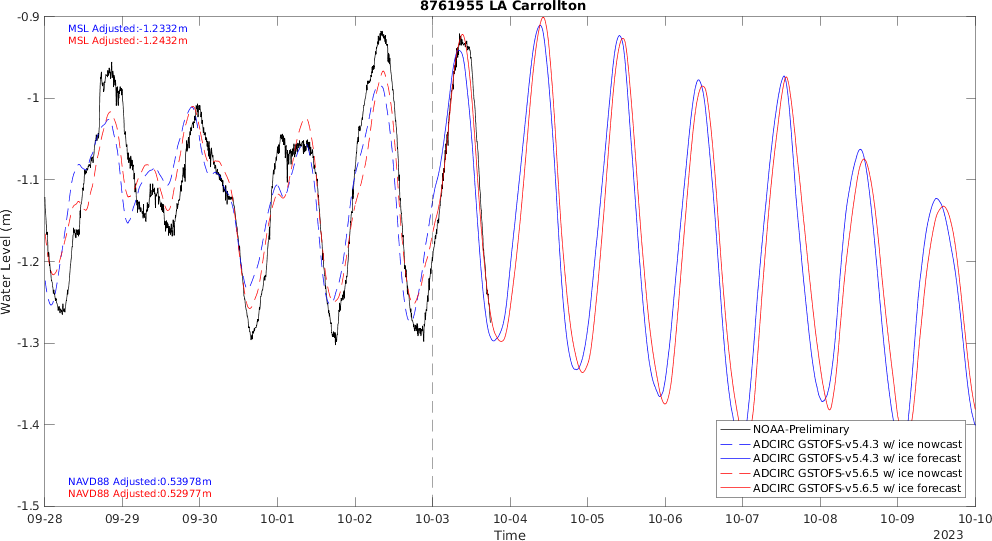 8761955 LA Carrollton
MSL Adjusted:-1.2332m
MSL Adjusted:-1.2432m
-0.9
-1
-1.1
-1.2
-1.3
-1.4
-1.5
Water Level (m)
NAVD88 Adjusted:0.53978m
NAVD88 Adjusted:0.52977m
NOAA-Preliminary
ADCIRC GSTOFS-v5.4.3 w/ ice nowcast
ADCIRC GSTOFS-v5.4.3 w/ ice forecast
ADCIRC GSTOFS-v5.6.5 w/ ice nowcast
ADCIRC GSTOFS-v5.6.5 w/ ice forecast
09-28 09-29 09-30 10-01 10-02 10-03 10-04 10-05 10-06 10-07 10-08 10-09 10-10
Time
2023